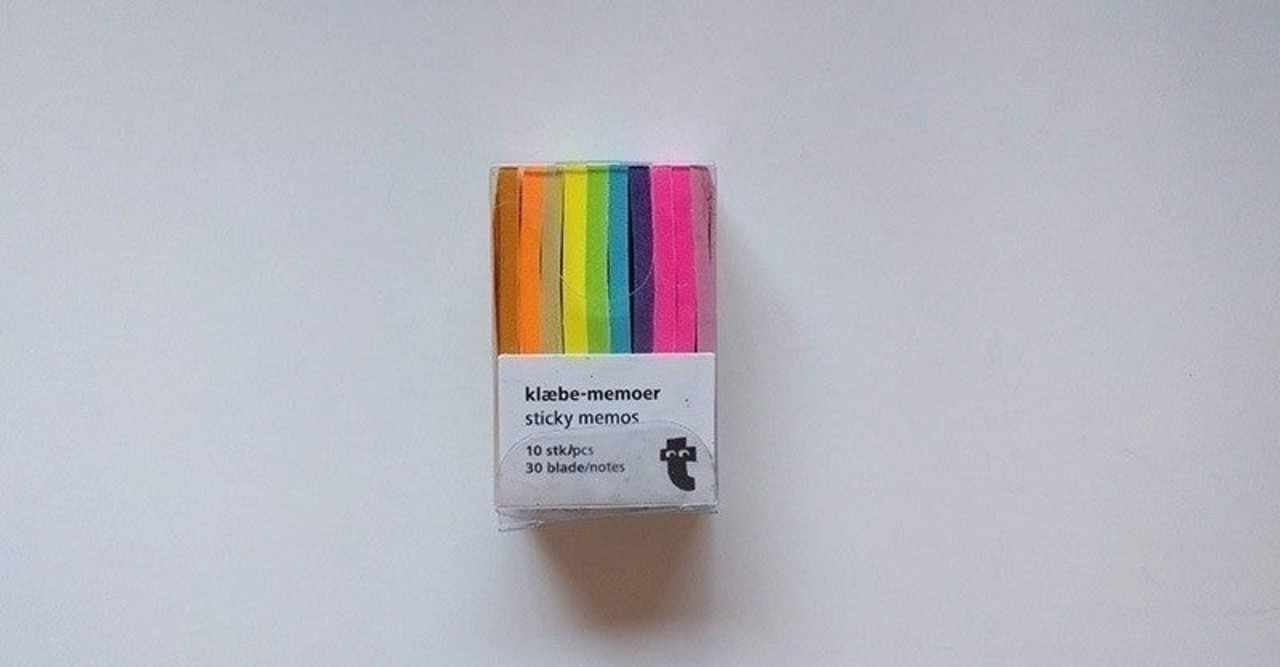 klæbe-memoer
sticky memos
10 stk/pcs
30 blade/notes